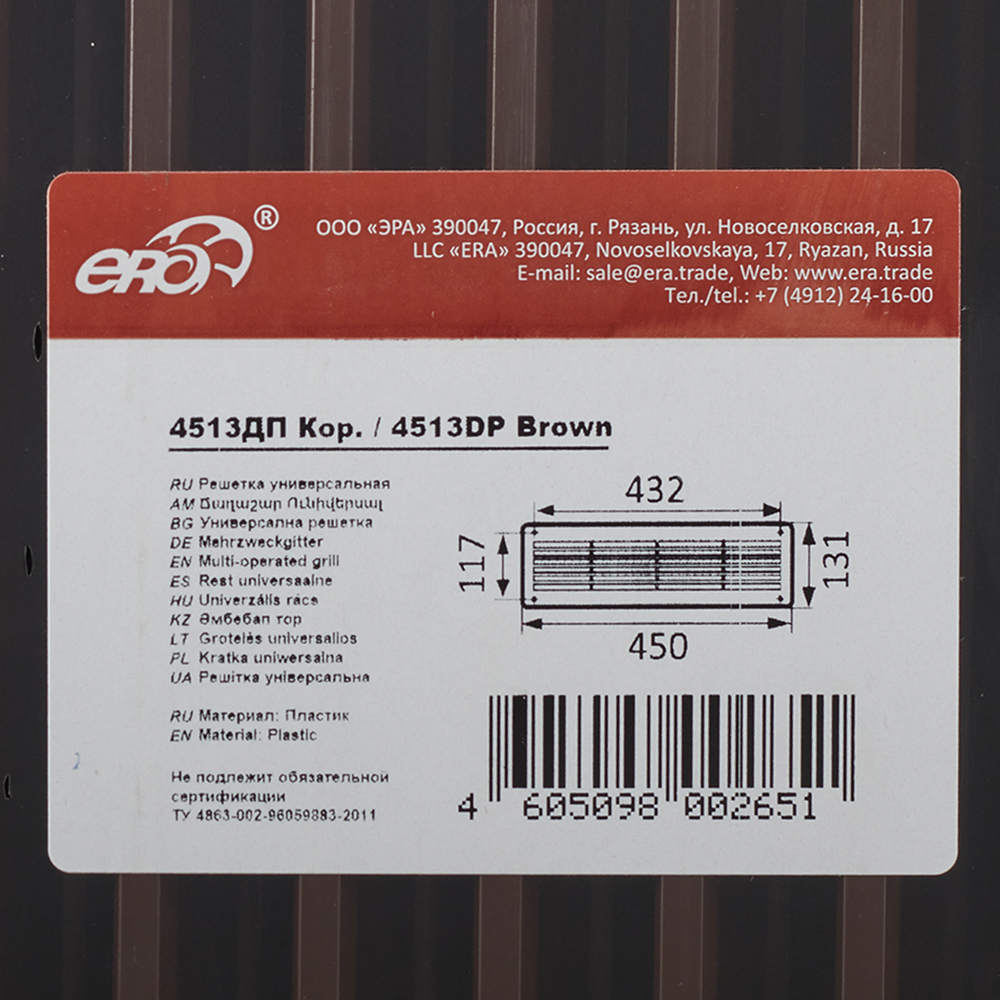 ERA ®
ООО «ЭРА» 390047, Россия, г. Рязань, ул. Новоселковская, д. 17
LLC «ERA» 390047, Novoselkovskaya, 17, Ryazan, Russia
E-mail: sale@era.trade, Web: www.era.trade
Тел./tel.: +7 (4912) 24-16-00
4513ДП Кор. / 4513DP Brown
RU Решетка универсальная
AM Ճաղաշար Ունիվերսալ
BG Универсална решетка
DE Mehrzweckgitter
EN Multi-operated grill
ES Rest universaalne
HU Univerzális rács
KZ Әмбебап тор
LT Grotelės universalios
PL Kratka uniwersalna
UA Решітка універсальна
RU Материал: Пластик
EN Material: Plastic
Не подлежит обязательной
сертификации
ТУ 4863-002-96059883-2011
432
117
131
450
4 605098 002651